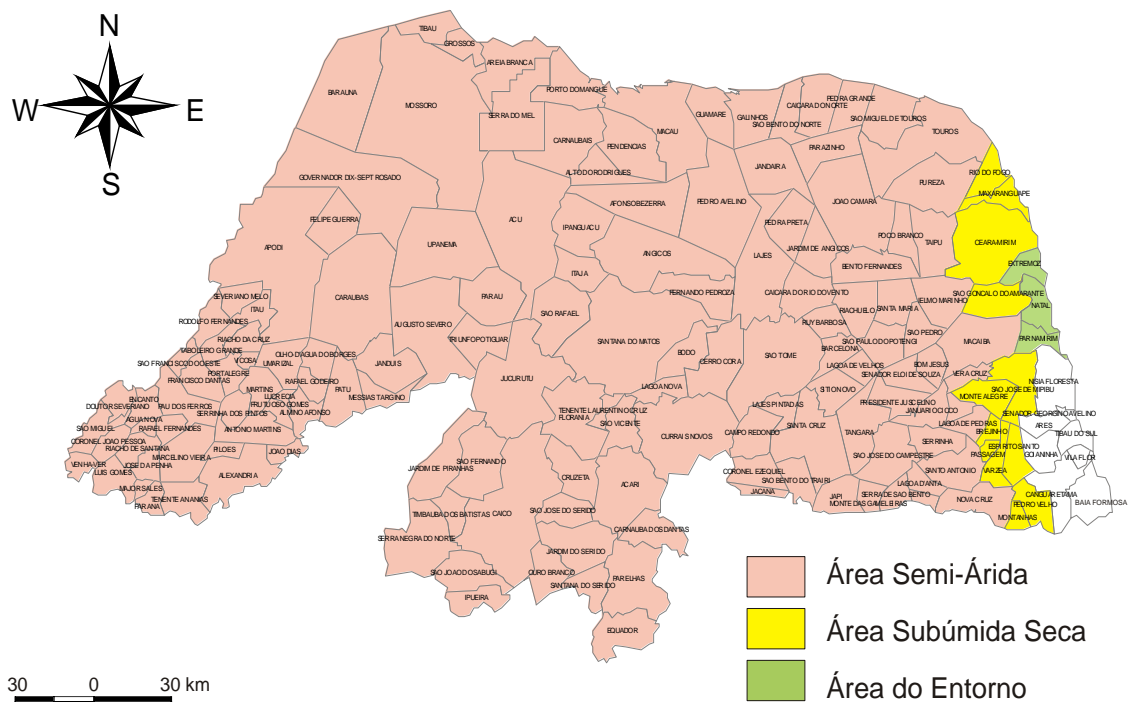 N
W
E
S
TIBAU
GROSSOS
AREIA BRANCA
BARAUNA
MOSSORO
PORTO DO MANGUE
SERRA DO MEL
GUAMARE
GALINHOS
CAICARA DO NORTE
PEDRA GRANDE
SAO BENTO DO NORTE
SAO MIGUEL DE TOUROS
TOUROS
MACAU
CARNAUBAIS
PENDENCIAS
PARAZINHO
JANDAIRA
ALTO DO RODRIGUES
GOVERNADOR DIX-SEPT ROSADO
PUREZA
RIO DO FOGO
MAXARANGUAPE
AFONSO BEZERRA
PEDRO AVELINO
JOAO CAMARA
FELIPE GUERRA
ACU
IPANGUACU
PEDRA PRETA
POCO BRANCO
TAIPU
CEARA-MIRIM
APODI
UPANEMA
ANGICOS
LAJES
JARDIM DE ANGICOS
BENTO FERNANDES
EXTREMOZ
ITAJA
FERNANDO PEDROZA
CAICARA DO RIO DO VENTO
SEVERIANO MELO
ITAU
CARAUBAS
PARAU
SAO GONCALO DO AMARANTE
IELMO MARINHO
NATAL
RIACHUELO
SANTA MARIA
SAO RAFAEL
RODOLFO FERNANDES
AUGUSTO SEVERO
RUY BARBOSA
RIACHO DA CRUZ
TRIUNFO POTIGUAR
SAO PEDRO
PARNAMIRIM
SANTANA DO MATOS
SAO PAULO DO POTENGI
MACAIBA
TABOLEIRO GRANDE
OLHO-D'AGUA DO BORGES
BODO
CERRO CORA
SAO TOME
BARCELONA
SAO FRANCISCO DO OESTE
VICOSA
UMARIZAL
JANDUIS
LAGOA DE VELHOS
BOM JESUS
PORTALEGRE
SENADOR ELOI DE SOUZA
VERA CRUZ
FRANCISCO DANTAS
RAFAEL GODEIRO
JUCURUTU
NISIA FLORESTA
MARTINS
PATU
LAGOA NOVA
SITIO NOVO
SAO JOSE DE MIPIBU
LUCRECIA
MESSIAS TARGINO
MONTE ALEGRE
ENCANTO
FRUTUOSO GOMES
PRESIDENTE JUSCELINO
DOUTOR SEVERIANO
PAU DOS FERROS
LAJES PINTADAS
SERRINHA DOS PINTOS
ALMINO AFONSO
TENENTE LAURENTINO CRUZ
JANUARIO CICCO
SENADOR GEORGINO AVELINO
AGUA NOVA
FLORANIA
SAO VICENTE
SANTA CRUZ
LAGOA DE PEDRAS
ARES
SAO MIGUEL
RAFAEL FERNANDES
ANTONIO MARTINS
CURRAIS NOVOS
CAMPO REDONDO
TANGARA
BREJINHO
TIBAU DO SUL
CORONEL JOAO PESSOA
SERRINHA
ESPIRITO SANTO
RIACHO DE SANTANA
PILOES
JOAO DIAS
PASSAGEM
GOIANINHA
MARCELINO VIEIRA
SAO JOSE DO CAMPESTRE
VILA FLOR
VENHA VER
JOSE DA PENHA
SAO FERNANDO
LUIS GOMES
JARDIM DE PIRANHAS
CORONEL EZEQUIEL
SANTO ANTONIO
VARZEA
ALEXANDRIA
CRUZETA
ACARI
SAO BENTO DO TRAIRI
LAGOA D'ANTA
MAJOR SALES
JACANA
JAPI
SERRA DE SAO BENTO
CANGUARETAMA
TENENTE ANANIAS
MONTE DAS GAMELEIRAS
NOVA CRUZ
PEDRO VELHO
BAIA FORMOSA
PARANA
TIMBAUBA DOS BATISTAS
CAICO
SAO JOSE DO SERIDO
MONTANHAS
CARNAUBA DOS DANTAS
SERRA NEGRA DO NORTE
JARDIM DO SERIDO
SAO JOAO DO SABUGI
OURO BRANCO
PARELHAS
SANTANA DO SERIDO
IPUEIRA
EQUADOR
Área Semi-Árida
Área Subúmida Seca
Área do Entorno
30 0 30 km